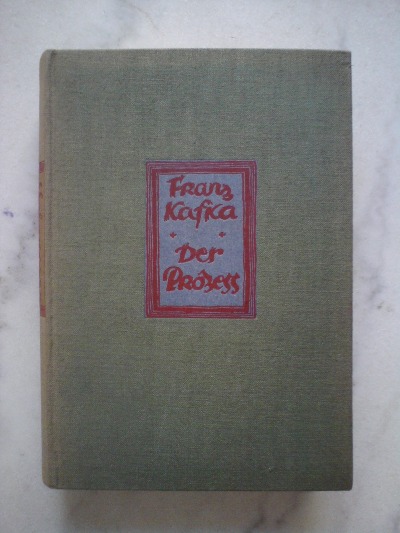 Franz
Kafka
Der
Prozess